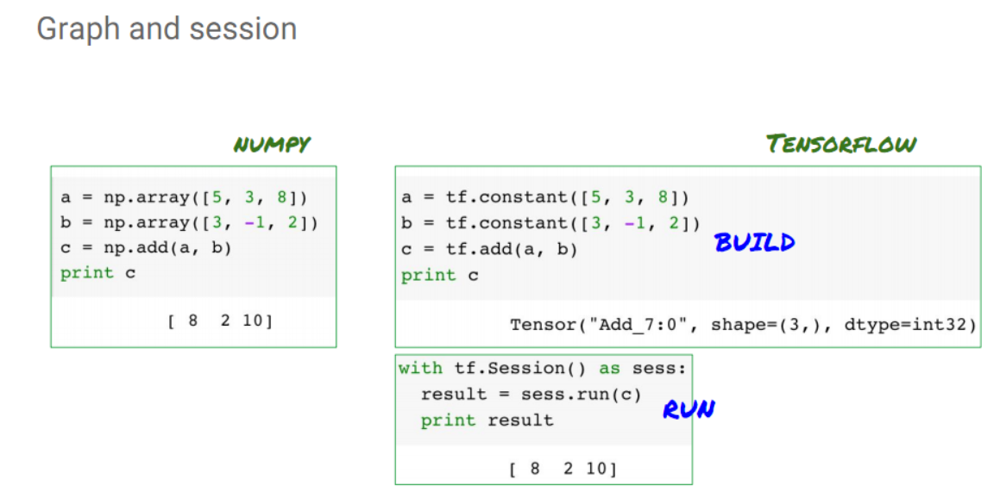 Graph and session
NUMPY
a = np.array([5, 3, 8])
b = np.array([3, -1, 2])
c = np.add(a, b)
print c
[ 8  2 10]
TENSORFLOW
a = tf.constant([5, 3, 8])
b = tf.constant([3, -1, 2])
c = tf.add(a, b)
print c
BUILD
Tensor("Add_7:0", shape=(3,), dtype=int32)
with tf.Session() as sess:
  result = sess.run(c)
  print result
RUN
[ 8  2 10]